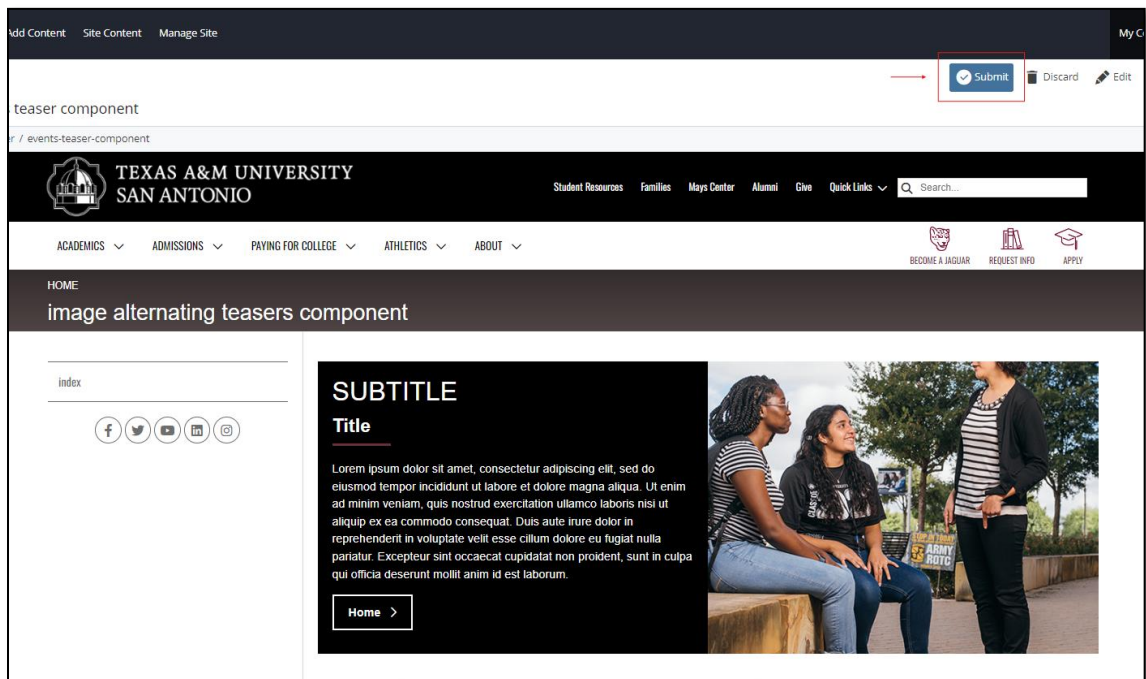 Add Content Site Content Manage Site My C
Submit Discard Edit
teaser component
er / events-teaser-component
TEXAS A&M UNIVERSITY
SAN ANTONIO
Student Resources Families Mays Center Alumni Give Quick Links Search...
ACADEMICS ADMISSIONS PAYING FOR COLLEGE ATHLETICS ABOUT
BECOME A JAGUAR REQUEST INFO APPLY
HOME
image alternating teasers component
index
SUBTITLE
Title
Lorem ipsum dolor sit amet, consectetur adipiscing elit, sed do
eiusmod tempor incididunt ut labore et dolore magna aliqua. Ut enim
ad minim veniam, quis nostrud exercitation ullamco laboris nisi ut
aliquip ex ea commodo consequat. Duis aute irure dolor in
reprehenderit in voluptate velit esse cillum dolore eu fugiat nulla
pariatur. Excepteur sint occaecat cupidatat non proident, sunt in culpa
qui officia deserunt mollit anim id est laborum.
Home
ARMY
ROTC